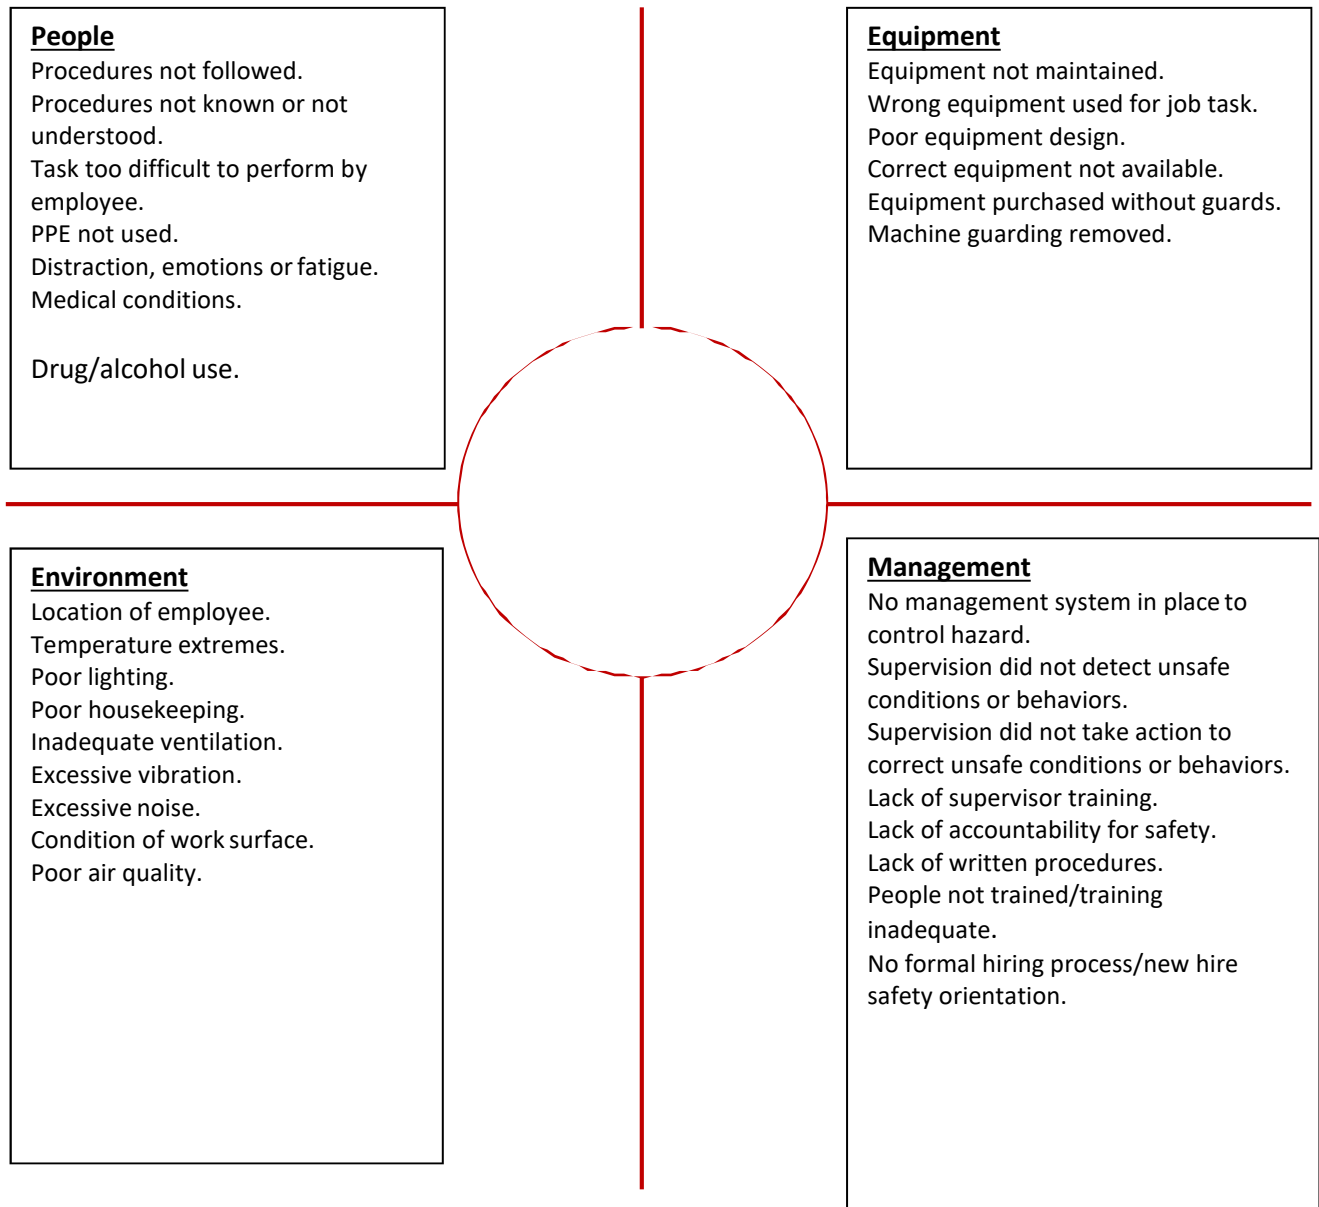 People
Procedures not followed.
Procedures not known or not
understood.
Task too difficult to perform by
employee.
PPE not used.
Distraction, emotions or fatigue.
Medical conditions.
Drug/alcohol use.
Equipment
Equipment not maintained.
Wrong equipment used for job task.
Poor equipment design.
Correct equipment not available.
Equipment purchased without guards.
Machine guarding removed.
Environment
Location of employee.
Temperature extremes.
Poor lighting.
Poor housekeeping.
Inadequate ventilation.
Excessive vibration.
Excessive noise.
Condition of work surface.
Poor air quality.
Management
No management system in place to
control hazard.
Supervision did not detect unsafe
conditions or behaviors.
Supervision did not take action to
correct unsafe conditions or behaviors.
Lack of supervisor training.
Lack of accountability for safety.
Lack of written procedures.
People not trained/training
inadequate.
No formal hiring process/new hire
safety orientation.